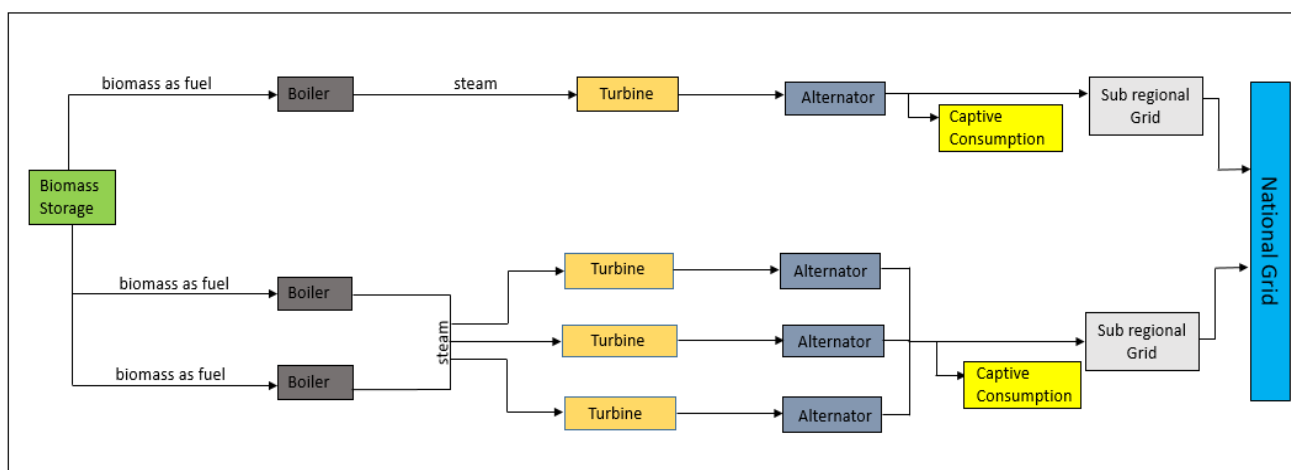 biomass as fuel
Boiler
steam
Turbine
Alternator
Captive
Consumption
Sub regional
Grid
National Grid
Biomass
Storage
biomass as fuel
Boiler
steam
Turbine
Alternator
Turbine
Alternator
Sub regional
Grid
biomass as fuel
Boiler
Captive
Consumption
Turbine
Alternator